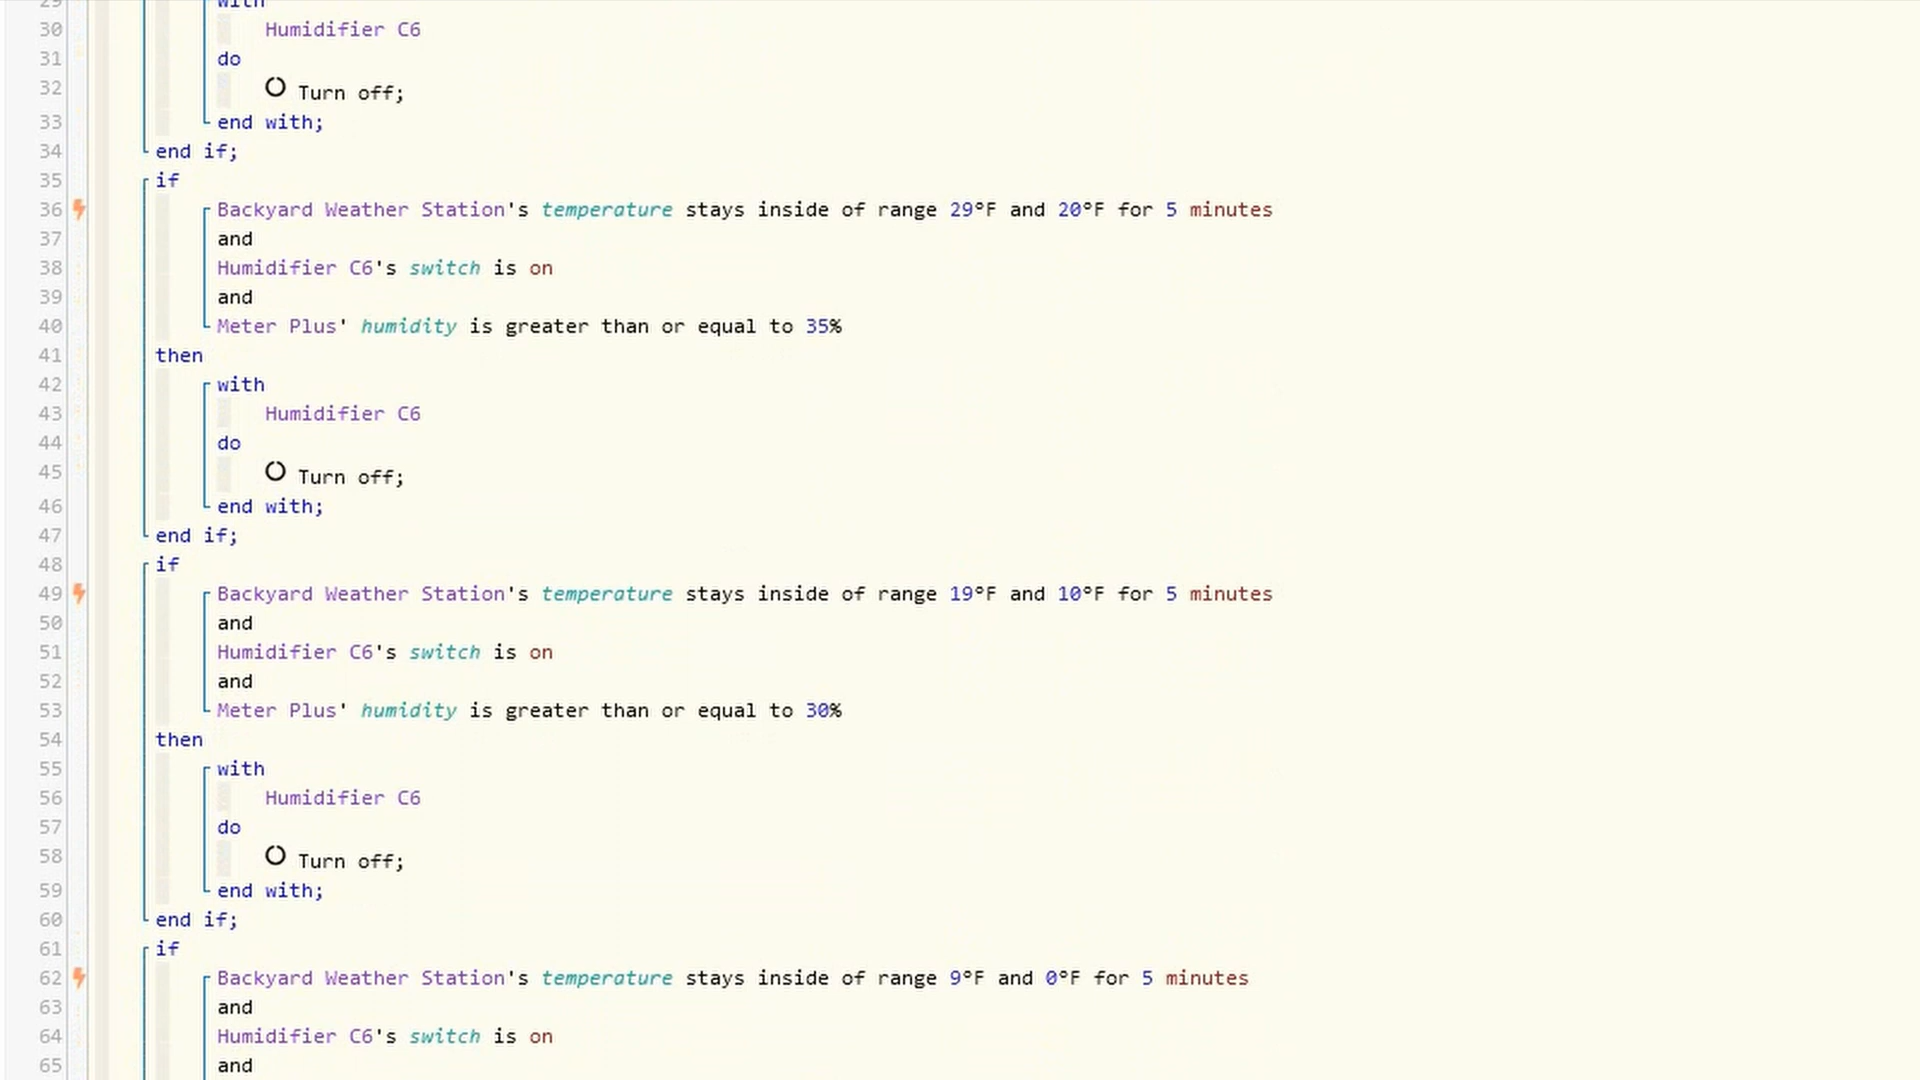 29 with
30 Humidifier C6
31 do
32 Turn off;
33 end with;
34 end if;
35 if
36 Backyard Weather Station's temperature stays inside of range 29°F and 20°F for 5 minutes
37 and
38 Humidifier C6's switch is on
39 and
40 Meter Plus' humidity is greater than or equal to 35%
41 then
42 with
43 Humidifier C6
44 do
45 Turn off;
46 end with;
47 end if;
48 if
49 Backyard Weather Station's temperature stays inside of range 19°F and 10°F for 5 minutes
50 and
51 Humidifier C6's switch is on
52 and
53 Meter Plus' humidity is greater than or equal to 30%
54 then
55 with
56 Humidifier C6
57 do
58 Turn off;
59 end with;
60 end if;
61 if
62 Backyard Weather Station's temperature stays inside of range 9°F and 0°F for 5 minutes
63 and
64 Humidifier C6's switch is on
65 and